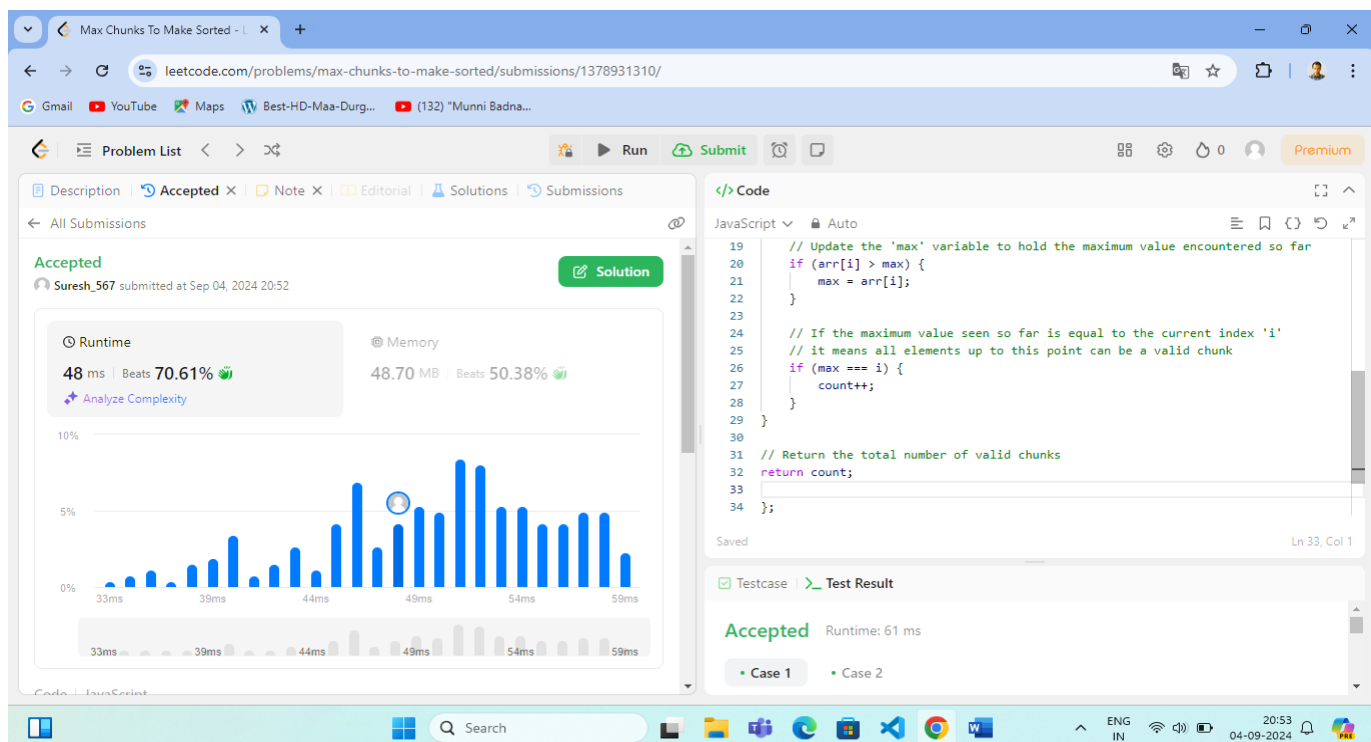 Max Chunks To Make Sorted - L
leetcode.com/problems/max-chunks-to-make-sorted/submissions/1378931310/
Gmail YouTube Maps Best-HD-Maa-Durg... (132) "Munni Badna...
Problem List Run Submit 0 Premium
Description Accepted Note Editorial Solutions Submissions
All Submissions
Accepted
Suresh_567 submitted at Sep 04, 2024 20:52
Solution
Runtime
48 ms Beats 70.61%
Analyze Complexity
Memory
48.70 MB Beats 50.38%
10%
5%
0%
33ms 39ms 44ms 49ms 54ms 59ms
33ms 39ms 44ms 49ms 54ms 59ms
Code JavaScript
</> Code
JavaScript Auto
19 // Update the 'max' variable to hold the maximum value encountered so far
20 if (arr[i] > max) {
21 max = arr[i];
22 }
23
24 // If the maximum value seen so far is equal to the current index 'i'
25 // it means all elements up to this point can be a valid chunk
26 if (max === i) {
27 count++;
28 }
29 }
30
31 // Return the total number of valid chunks
32 return count;
33
34 };
Saved Ln 33, Col 1
Testcase Test Result
Accepted Runtime: 61 ms
Case 1 Case 2
Search
ENG
IN
20:53
04-09-2024
PRE